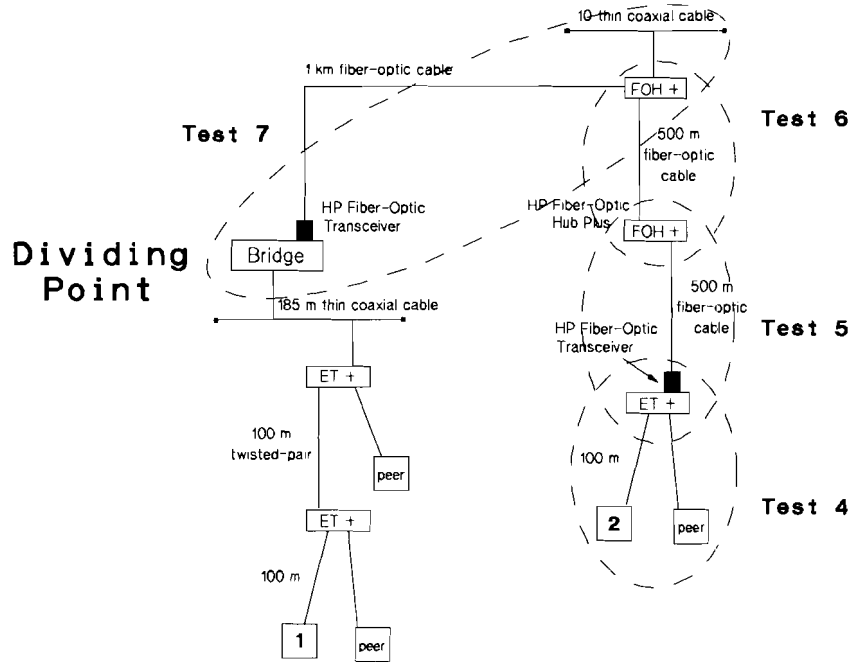 10 thin coaxial cable
1 km fiber-optic cable
FOH +
Test 6
Test 7
500 m
fiber-optic
cable
HP Fiber-Optic
Transceiver
HP Fiber-Optic
Hub Plus
FOH +
Bridge
Dividing
Point
185 m thin coaxial cable
500 m
fiber-optic
cable
HP Fiber-Optic
Transceiver
Test 5
ET +
ET +
100 m
twisted-pair
peer
100 m
2
peer
Test 4
ET +
100 m
1
peer